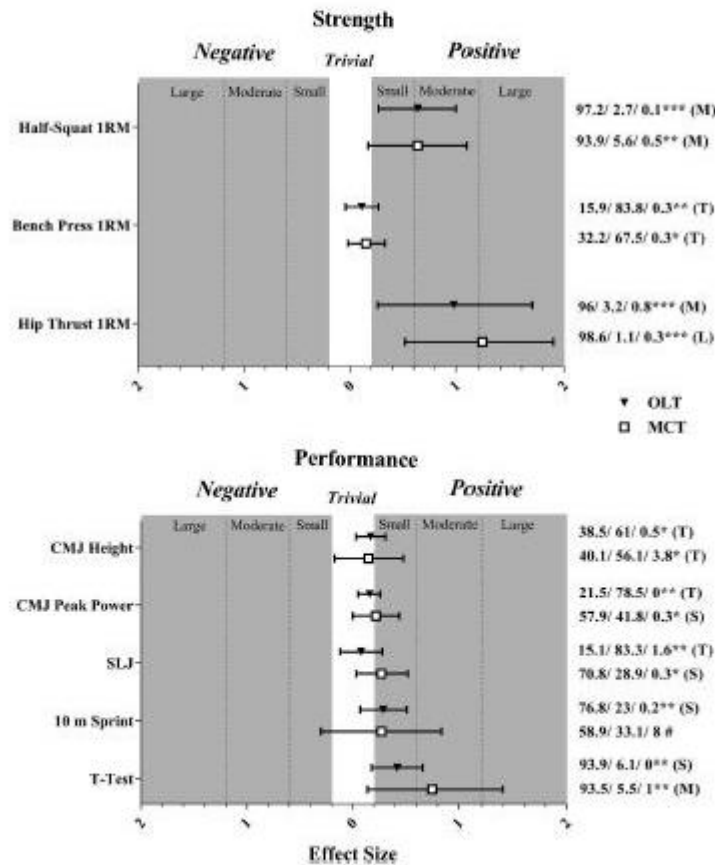 Strength
Negative Trivial Positive
Large Moderate Small Small Moderate Large
Half-Squat 1RM
97.2/ 2.7/ 0.1*** (M)
93.9/ 5.6/ 0.5** (M)
Bench Press 1RM
15.9/ 83.8/ 0.3** (T)
32.2/ 67.5/ 0.3* (T)
Hip Thrust 1RM
96/ 3.2/ 0.8*** (M)
98.6/ 1.1/ 0.3*** (L)
2 1 0 1 2
OLT
MCT
Performance
Negative Trivial Positive
Large Moderate Small Small Moderate Large
CMJ Height
38.5/ 61/ 0.5* (T)
40.1/ 56.1/ 3.8* (T)
CMJ Peak Power
21.5/ 78.5/ 0** (T)
57.9/ 41.8/ 0.3* (S)
SLJ
15.1/ 83.3/ 1.6** (T)
70.8/ 28.9/ 0.3* (S)
10 m Sprint
76.8/ 23/ 0.2** (S)
58.9/ 33.1/ 8 #
T-Test
93.9/ 6.1/ 0** (S)
93.5/ 5.5/ 1** (M)
2 1 0 1 2
Effect Size